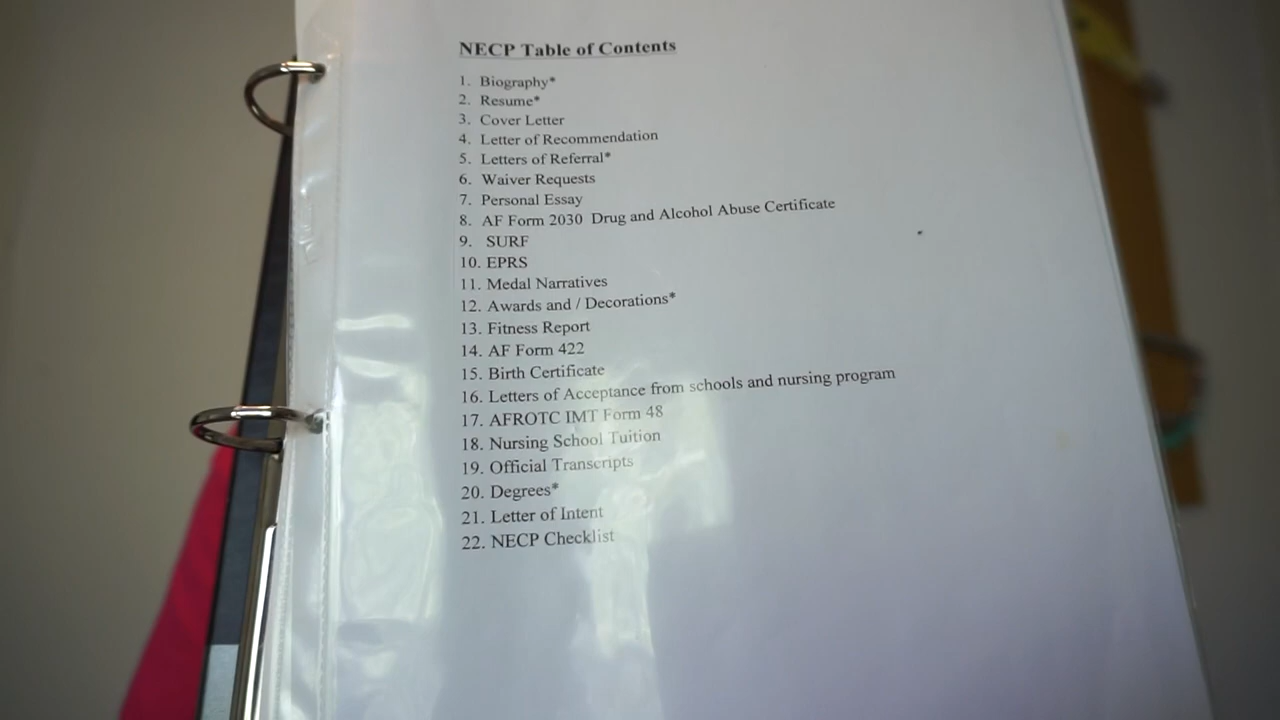 NECP Table of Contents
1. Biography*
2. Resume*
3. Cover Letter
4. Letter of Recommendation
5. Letters of Referral*
6. Waiver Requests
7. Personal Essay
8. AF Form 2030 Drug and Alcohol Abuse Certificate
9. SURF
10. EPRS
11. Medal Narratives
12. Awards and / Decorations*
13. Fitness Report
14. AF Form 422
15. Birth Certificate
16. Letters of Acceptance from schools and nursing program
17. AFROTC IMT Form 48
18. Nursing School Tuition
19. Official Transcripts
20. Degrees*
21. Letter of Intent
22. NECP Checklist